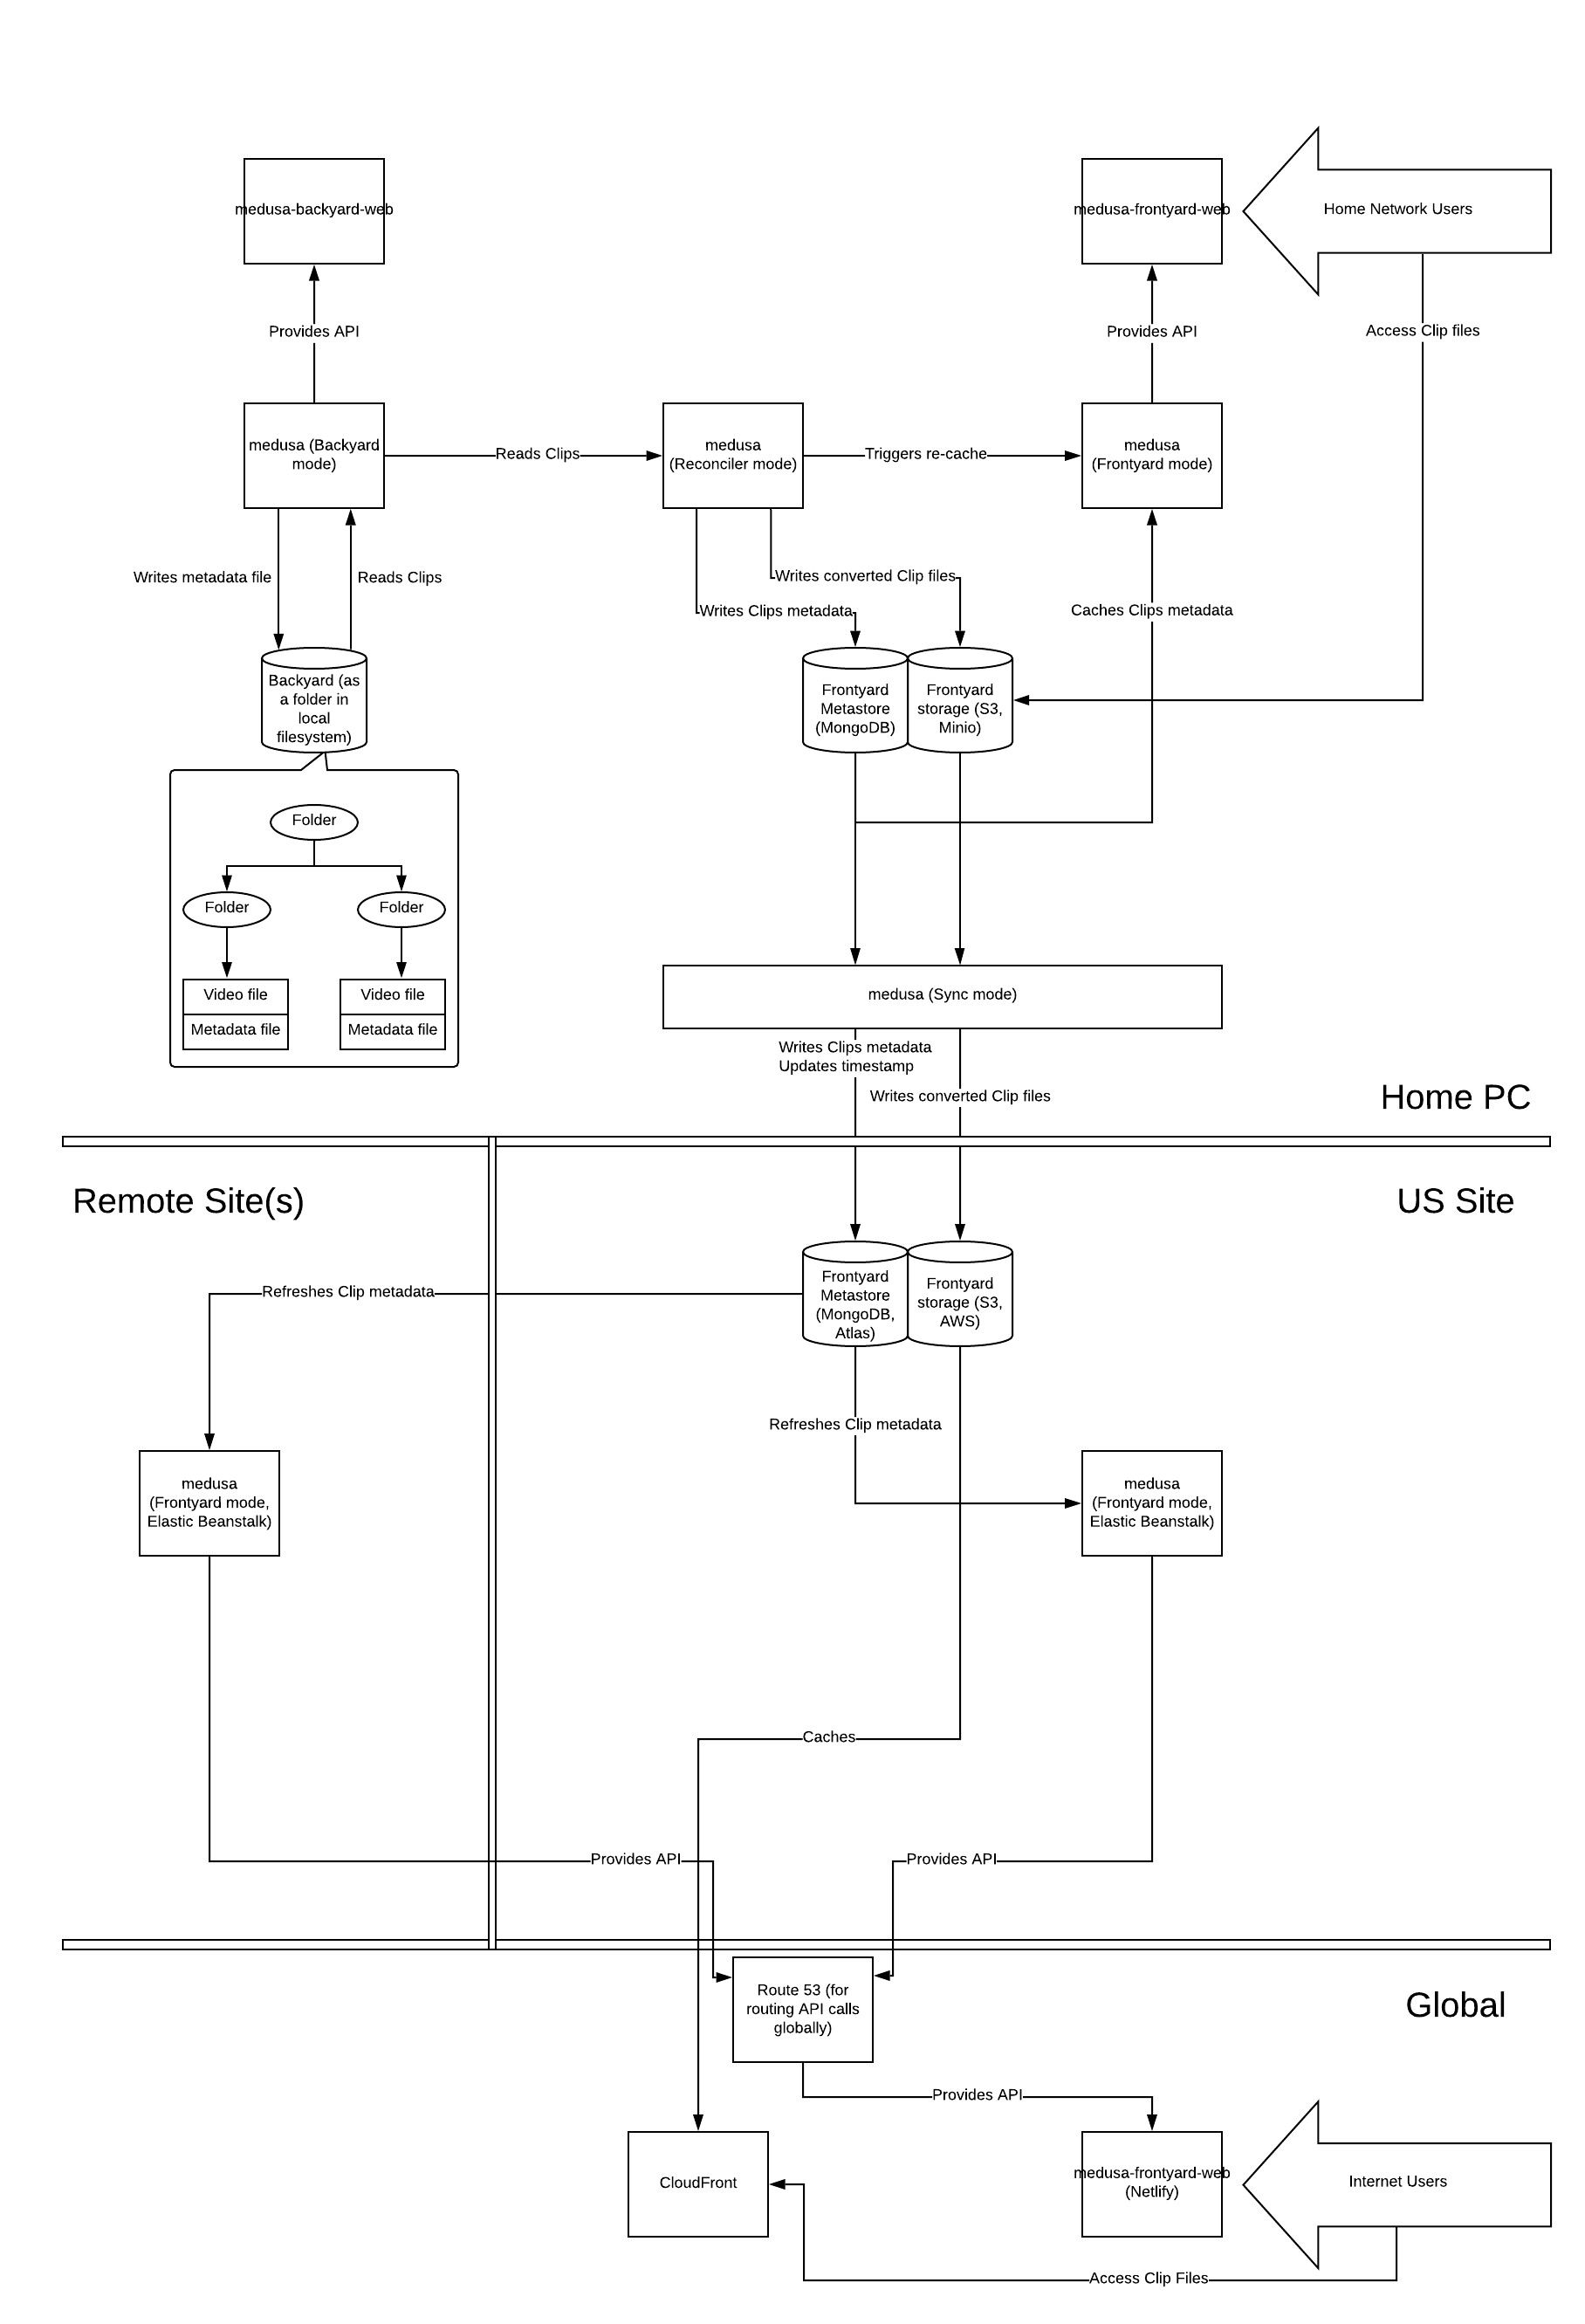 medusa-backyard-web
medusa-frontyard-web
Home Network Users
Provides API
Provides API
Access Clip files
medusa (Backyard
mode)
Reads Clips
medusa
(Reconciler mode)
Triggers re-cache
medusa
(Frontyard mode)
Writes metadata file
Reads Clips
Writes converted Clip files
Writes Clips metadata
Caches Clips metadata
Backyard (as
a folder in
local
filesystem)
Frontyard
Metastore
(MongoDB)
Frontyard
storage (S3,
Minio)
Folder
Folder
Folder
Video file
Metadata file
Video file
Metadata file
medusa (Sync mode)
Writes Clips metadata
Updates timestamp
Writes converted Clip files
Home PC
Remote Site(s)
US Site
Refreshes Clip metadata
Frontyard
Metastore
(MongoDB,
Atlas)
Frontyard
storage (S3,
AWS)
Refreshes Clip metadata
medusa
(Frontyard mode,
Elastic Beanstalk)
medusa
(Frontyard mode,
Elastic Beanstalk)
Caches
Provides API
Provides API
Route 53 (for
routing API calls
globally)
Global
Provides API
CloudFront
medusa-frontyard-web
(Netlify)
Internet Users
Access Clip Files